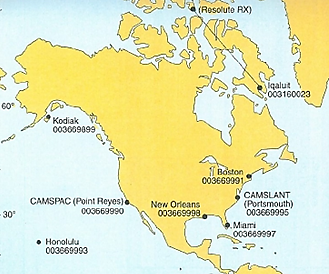 (Resolute RX)
Iqaluit
003160023
60°
Kodiak
003669899
Boston
003669991
CAMSPAC (Point Reyes)
003669990
New Orleans
003669998
CAMSLANT
(Portsmouth)
003669995
30°
Miami
003669997
Honolulu
003669993